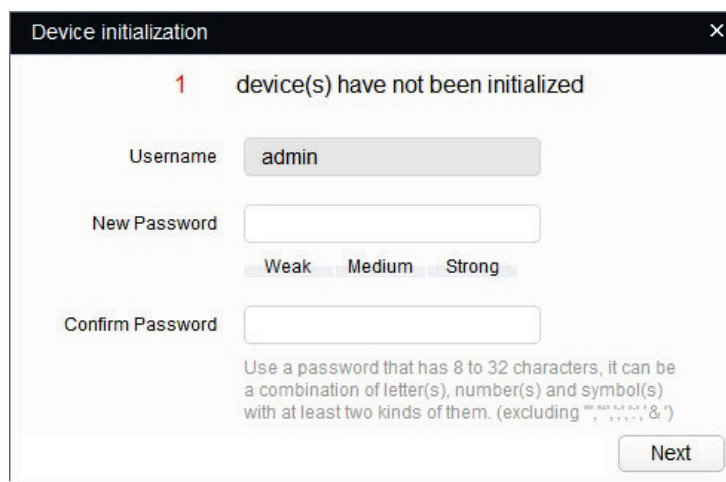 Device initialization ×
1 device(s) have not been initialized
Username admin
New Password
Weak Medium Strong
Confirm Password
Use a password that has 8 to 32 characters, it can be
a combination of letter(s), number(s) and symbol(s)
with at least two kinds of them. (excluding
Next